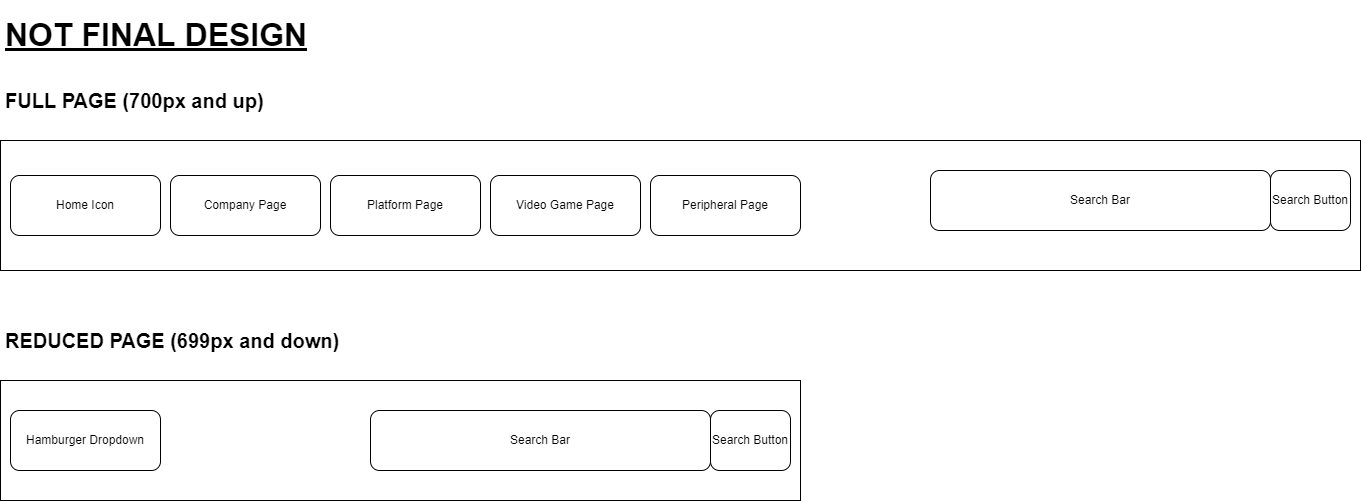 NOT FINAL DESIGN
FULL PAGE (700px and up)
Home Icon
Company Page
Platform Page
Video Game Page
Peripheral Page
Search Bar
Search Button
REDUCED PAGE (699px and down)
Hamburger Dropdown
Search Bar
Search Button